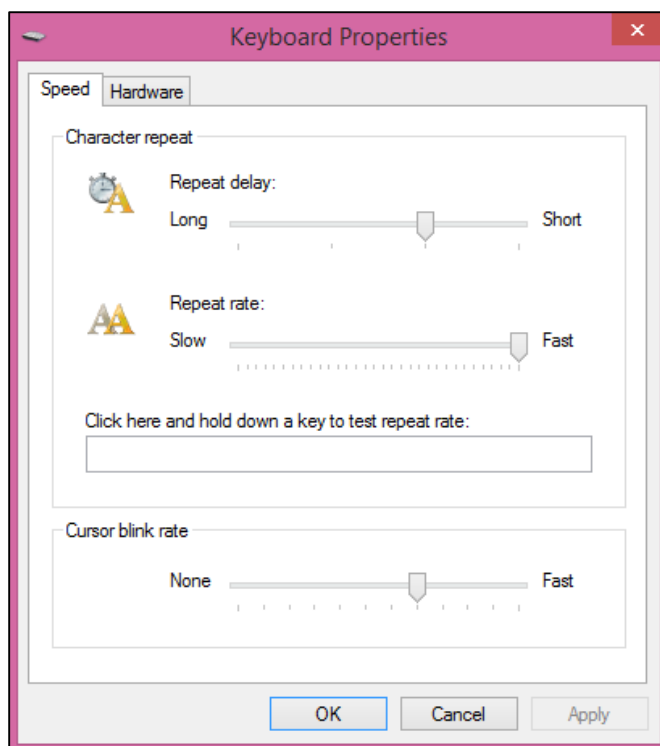 Keyboard Properties
Speed
Hardware
Character repeat
Repeat delay:
Long
Short
Repeat rate:
Slow
Fast
Click here and hold down a key to test repeat rate:
Cursor blink rate
None
Fast
OK
Cancel
Apply